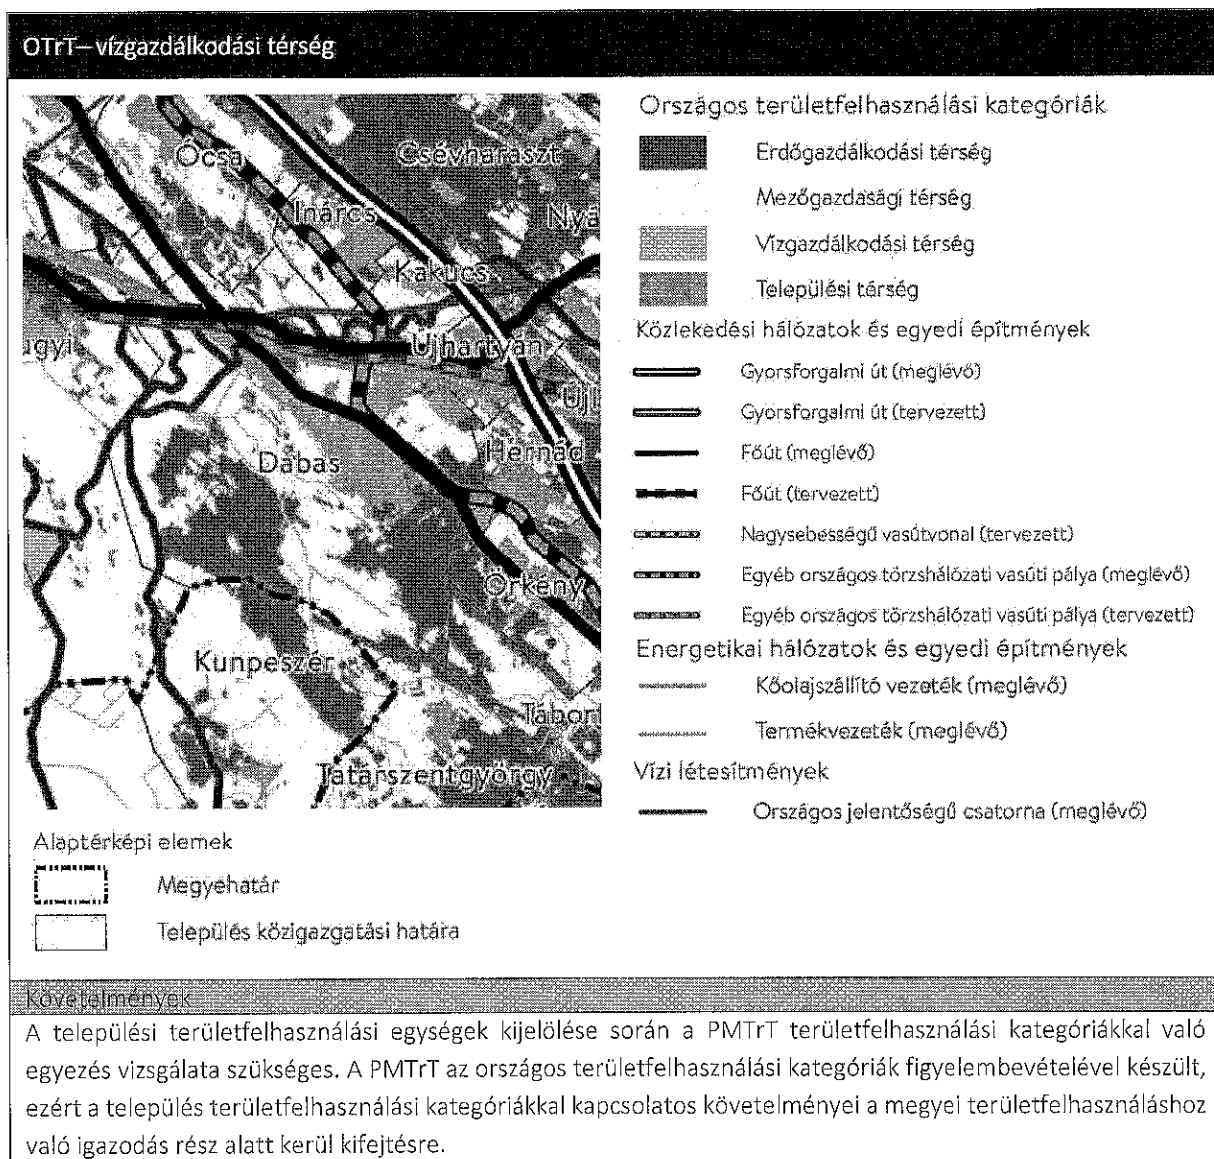 OTrT–vízgazdálkodási térség
Ócsa
Csévharaszt
Inárcs
Nyá
Kakucs
ugyi
Újhartyán
Újl
Hernád
Dabas
Örkény
Kunpeszér
Tábor
Tatárszentgyörgy
Országos területfelhasználási kategóriák
Erdőgazdálkodási térség
Mezőgazdasági térség
Vízgazdálkodási térség
Települési térség
Közlekedési hálózatok és egyedi építmények
Gyorsforgalmi út (meglévő)
Gyorsforgalmi út (tervezett)
Főút (meglévő)
Főút (tervezett)
Nagysebességű vasútvonal (tervezett)
Egyéb országos törzshálózati vasúti pálya (meglévő)
Egyéb országos törzshálózati vasúti pálya (tervezett)
Energetikai hálózatok és egyedi építmények
Kőolajszállító vezeték (meglévő)
Termékvezeték (meglévő)
Vízi létesítmények
Országos jelentőségű csatorna (meglévő)
Alaptérképi elemek
Megyehatár
Település közigazgatási határa
Követelmények
A települési területfelhasználási egységek kijelölése során a PMTrT területfelhasználási kategóriákkal való
egyezés vizsgálata szükséges. A PMTrT az országos területfelhasználási kategóriák figyelembevételével készült,
ezért a település területfelhasználási kategóriákkal kapcsolatos követelményei a megyei területfelhasználáshoz
való igazodás rész alatt kerül kifejtésre.